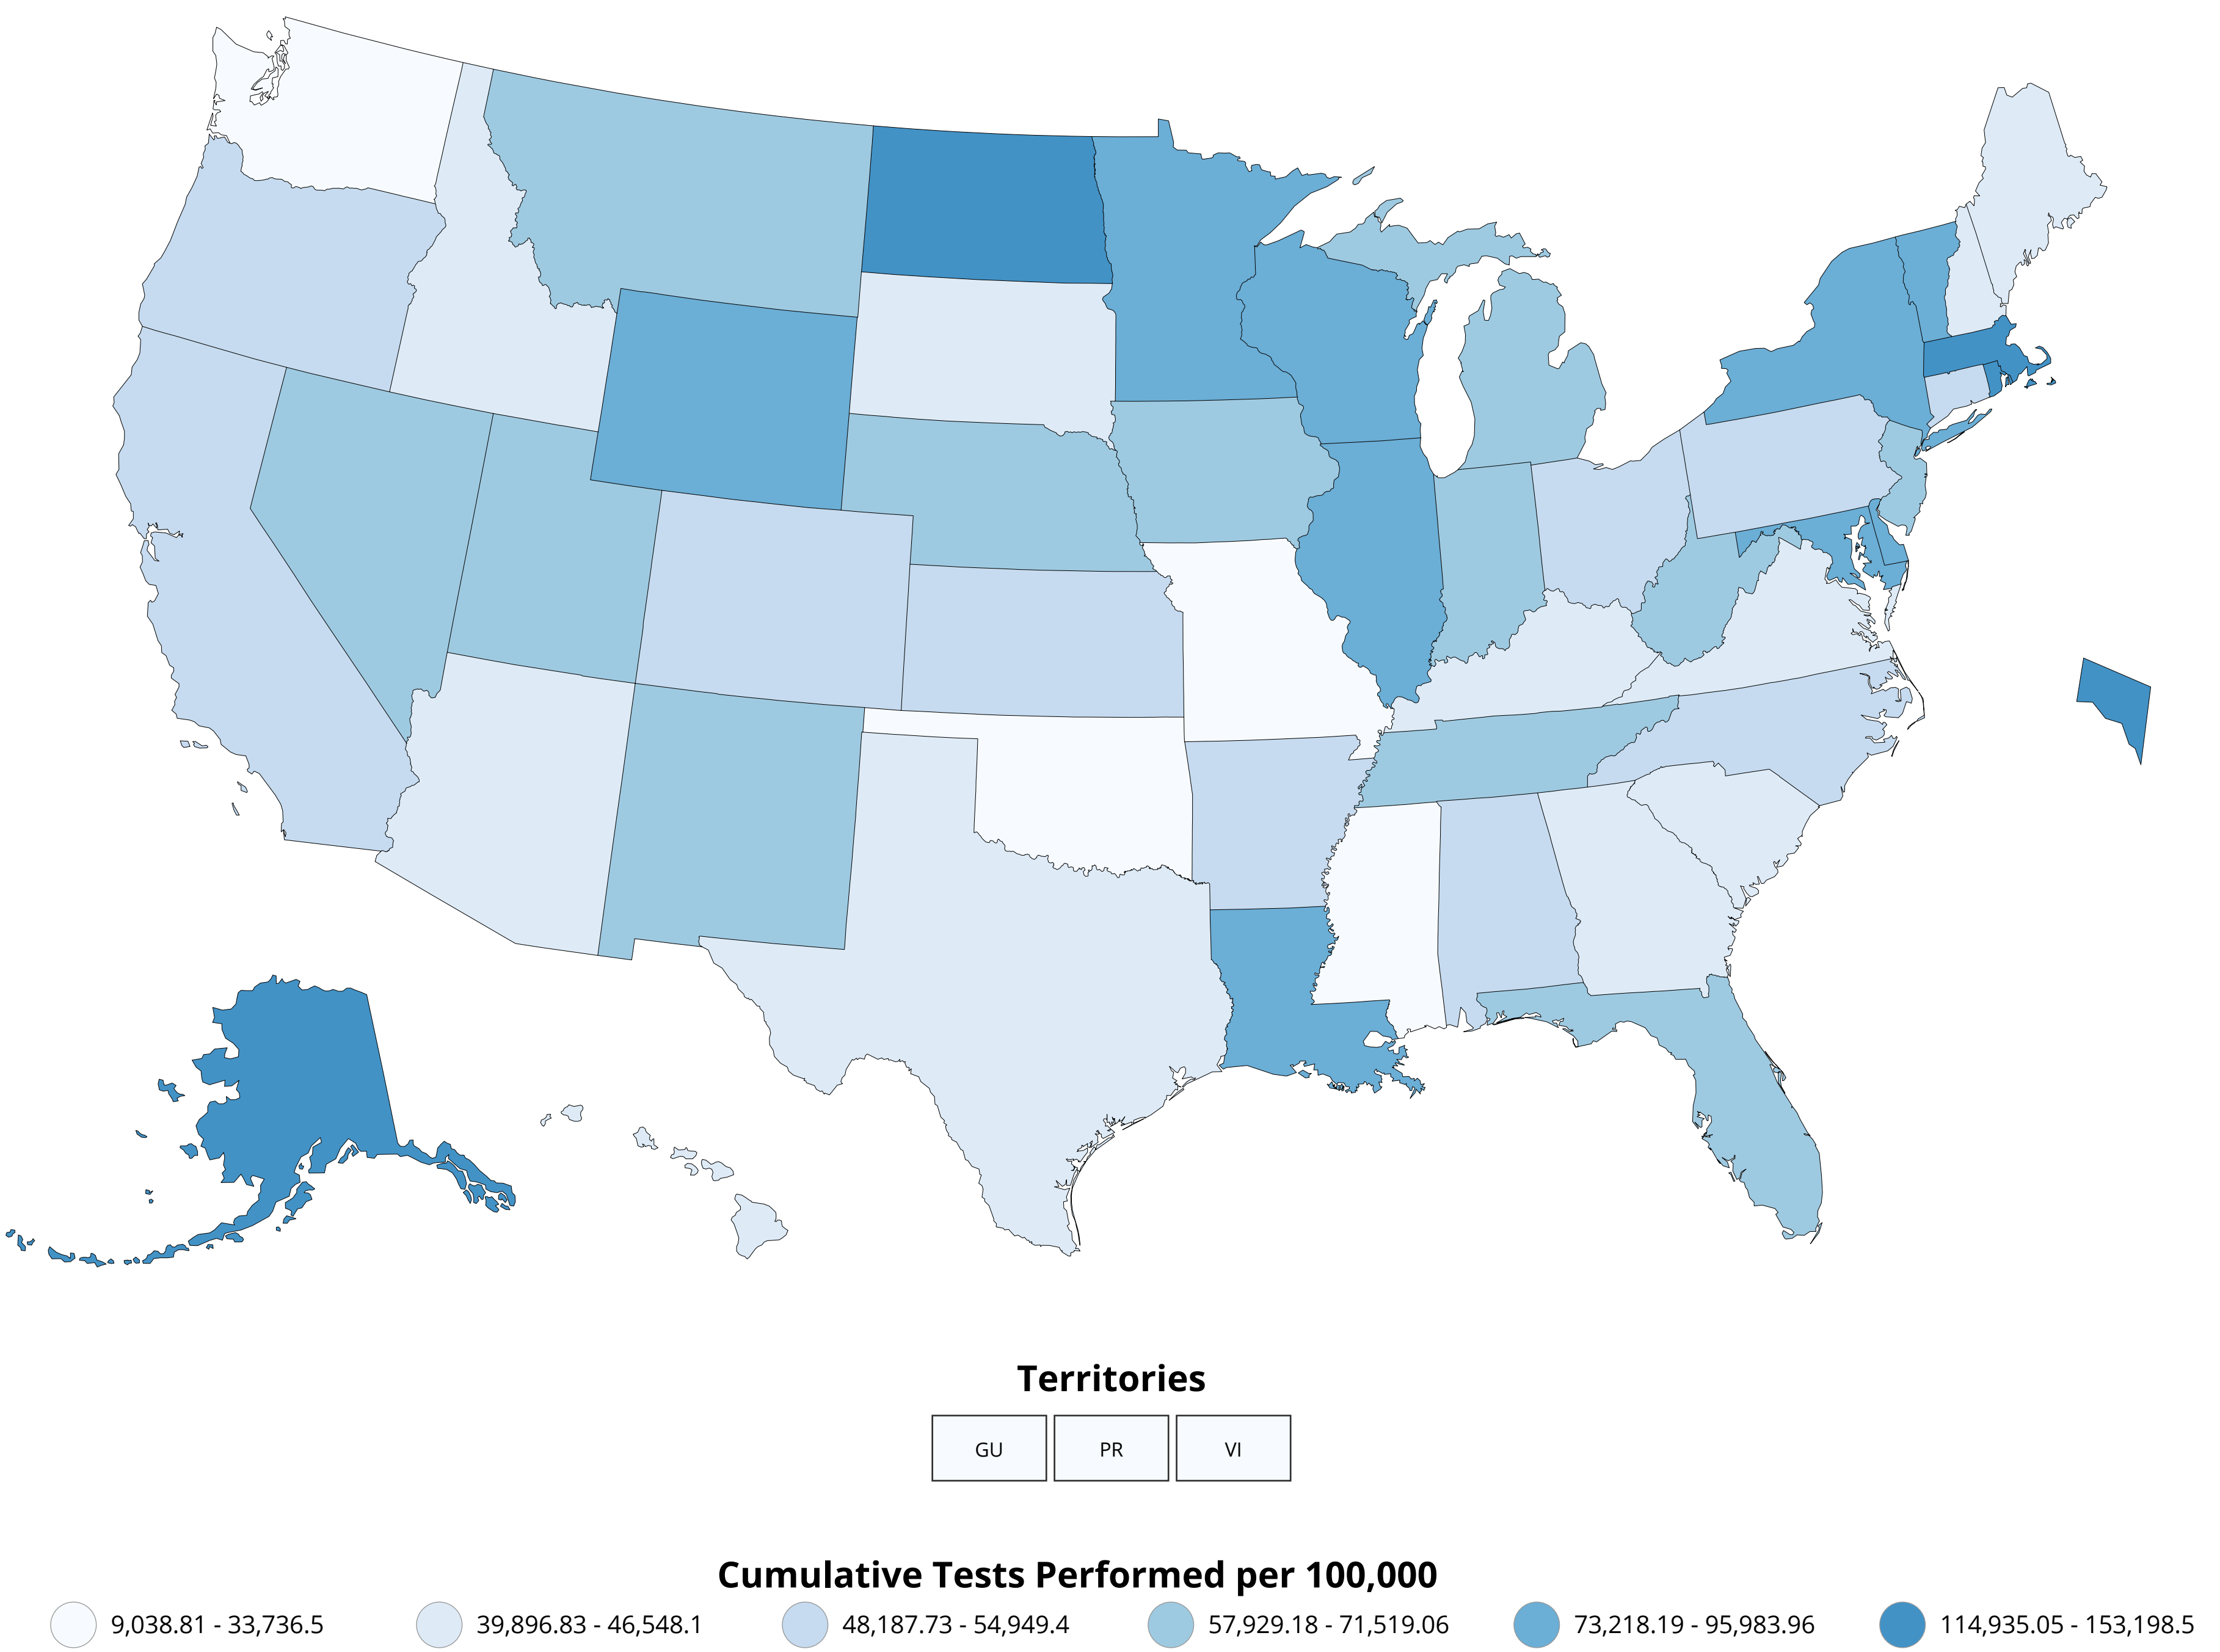 Territories
GU PR VI
Cumulative Tests Performed per 100,000
9,038.81 - 33,736.5 39,896.83 - 46,548.1 48,187.73 - 54,949.4 57,929.18 - 71,519.06 73,218.19 - 95,983.96 114,935.05 - 153,198.5